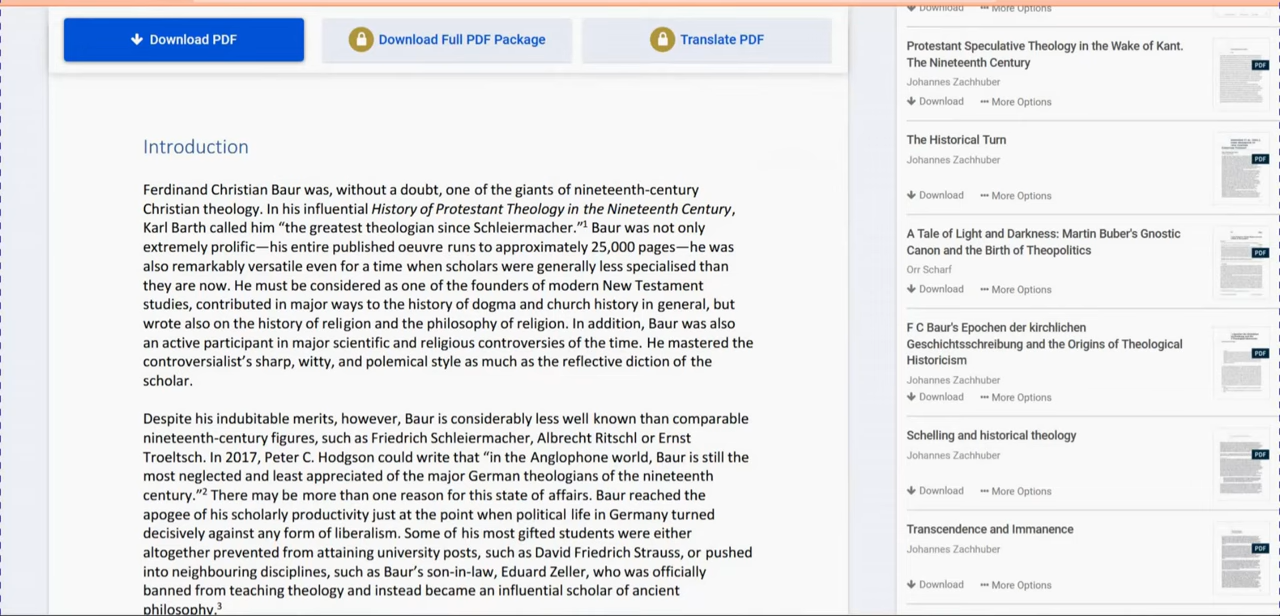 Download PDF
Download Full PDF Package
Translate PDF
Introduction
Ferdinand Christian Baur was, without a doubt, one of the giants of nineteenth-century
Christian theology. In his influential History of Protestant Theology in the Nineteenth Century,
Karl Barth called him “the greatest theologian since Schleiermacher.”1 Baur was not only
extremely prolific—his entire published oeuvre runs to approximately 25,000 pages—he was
also remarkably versatile even for a time when scholars were generally less specialised than
they are now. He must be considered as one of the founders of modern New Testament
studies, contributed in major ways to the history of dogma and church history in general, but
wrote also on the history of religion and the philosophy of religion. In addition, Baur was also
an active participant in major scientific and religious controversies of the time. He mastered the
controversialist’s sharp, witty, and polemical style as much as the reflective diction of the
scholar.
Despite his indubitable merits, however, Baur is considerably less well known than comparable
nineteenth-century figures, such as Friedrich Schleiermacher, Albrecht Ritschl or Ernst
Troeltsch. In 2017, Peter C. Hodgson could write that “in the Anglophone world, Baur is still the
most neglected and least appreciated of the major German theologians of the nineteenth
century.”2 There may be more than one reason for this state of affairs. Baur reached the
apogee of his scholarly productivity just at the point when political life in Germany turned
decisively against any form of liberalism. Some of his most gifted students were either
altogether prevented from attaining university posts, such as David Friedrich Strauss, or pushed
into neighbouring disciplines, such as Baur’s son-in-law, Eduard Zeller, who was officially
banned from teaching theology and instead became an influential scholar of ancient
philosophy.3
Download ••• More Options
Protestant Speculative Theology in the Wake of Kant.
The Nineteenth Century
Johannes Zachhuber
Download ••• More Options
PDF
The Historical Turn
Johannes Zachhuber
Download ••• More Options
PDF
A Tale of Light and Darkness: Martin Buber's Gnostic
Canon and the Birth of Theopolitics
Orr Scharf
Download ••• More Options
PDF
F C Baur's Epochen der kirchlichen
Geschichtsschreibung and the Origins of Theological
Historicism
Johannes Zachhuber
Download ••• More Options
PDF
Schelling and historical theology
Johannes Zachhuber
Download ••• More Options
PDF
Transcendence and Immanence
Johannes Zachhuber
Download ••• More Options
PDF